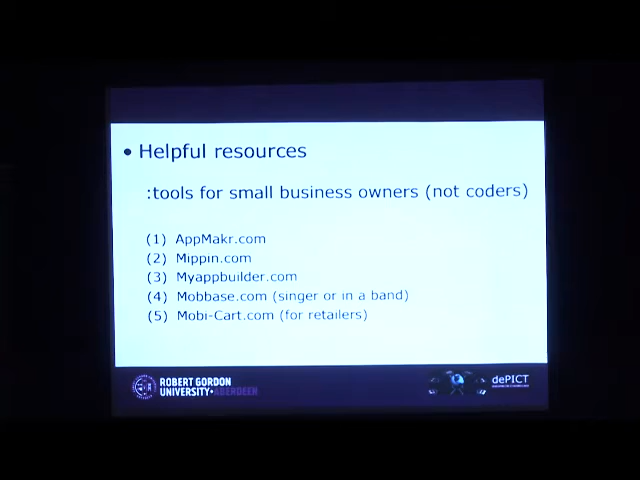 • Helpful resources
:tools for small business owners (not coders)
(1) AppMakr.com
(2) Mippin.com
(3) Myappbuilder.com
(4) Mobbase.com (singer or in a band)
(5) Mobi-Cart.com (for retailers)
ROBERT GORDON
UNIVERSITY•ABERDEEN
dePICT